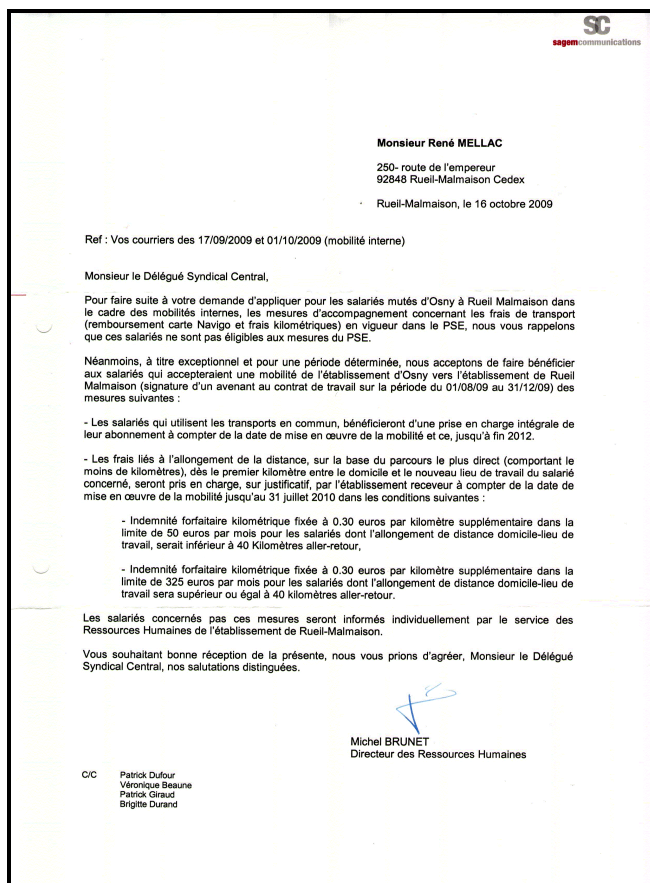 SC
sagemcommunications
Monsieur René MELLAC
250- route de l'empereur
92848 Rueil-Malmaison Cedex
Rueil-Malmaison, le 16 octobre 2009
Ref : Vos courriers des 17/09/2009 et 01/10/2009 (mobilité interne)
Monsieur le Délégué Syndical Central,
Pour faire suite à votre demande d'appliquer pour les salariés mutés d'Osny à Rueil Malmaison dans
le cadre des mobilités internes, les mesures d'accompagnement concernant les frais de transport
(remboursement carte Navigo et frais kilométriques) en vigueur dans le PSE, nous vous rappelons
que ces salariés ne sont pas éligibles aux mesures du PSE.
Néanmoins, à titre exceptionnel et pour une période déterminée, nous acceptons de faire bénéficier
aux salariés qui accepteraient une mobilité de l'établissement d'Osny vers l'établissement de Rueil
Malmaison (signature d'un avenant au contrat de travail sur la période du 01/08/09 au 31/12/09) des
mesures suivantes :
- Les salariés qui utilisent les transports en commun, bénéficieront d'une prise en charge intégrale de
leur abonnement à compter de la date de mise en œuvre de la mobilité et ce, jusqu'à fin 2012.
- Les frais liés à l'allongement de la distance, sur la base du parcours le plus direct (comportant le
moins de kilomètres), dès le premier kilomètre entre le domicile et le nouveau lieu de travail du salarié
concerné, seront pris en charge, sur justificatif, par l'établissement receveur à compter de la date de
mise en œuvre de la mobilité jusqu'au 31 juillet 2010 dans les conditions suivantes :
- Indemnité forfaitaire kilométrique fixée à 0.30 euros par kilomètre supplémentaire dans la
limite de 50 euros par mois pour les salariés dont l'allongement de distance domicile-lieu de
travail, serait inférieur à 40 Kilomètres aller-retour,
- Indemnité forfaitaire kilométrique fixée à 0.30 euros par kilomètre supplémentaire dans la
limite de 325 euros par mois pour les salariés dont l'allongement de distance domicile-lieu de
travail sera supérieur ou égal à 40 kilomètres aller-retour.
Les salariés concernés pas ces mesures seront informés individuellement par le service des
Ressources Humaines de l'établissement de Rueil-Malmaison.
Vous souhaitant bonne réception de la présente, nous vous prions d'agréer, Monsieur le Délégué
Syndical Central, nos salutations distinguées.
Michel BRUNET
Directeur des Ressources Humaines
C/C Patrick Dufour
Véronique Beaune
Patrick Giraud
Brigitte Durand